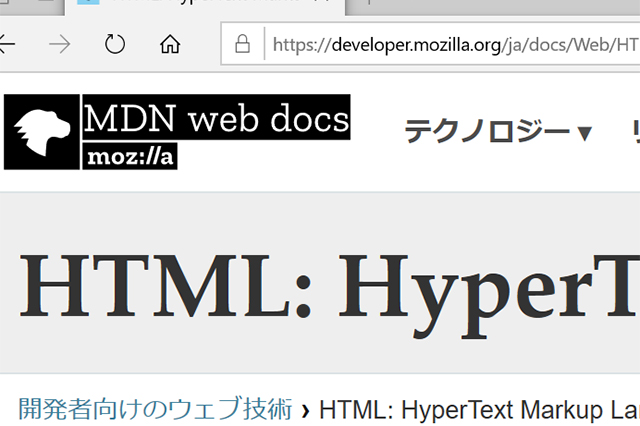 https://developer.mozilla.org/ja/docs/Web/HT
MDN web docs
moz://a
テクノロジー ▼
HTML: HyperT
開発者向けのウェブ技術 › HTML: HyperText Markup La